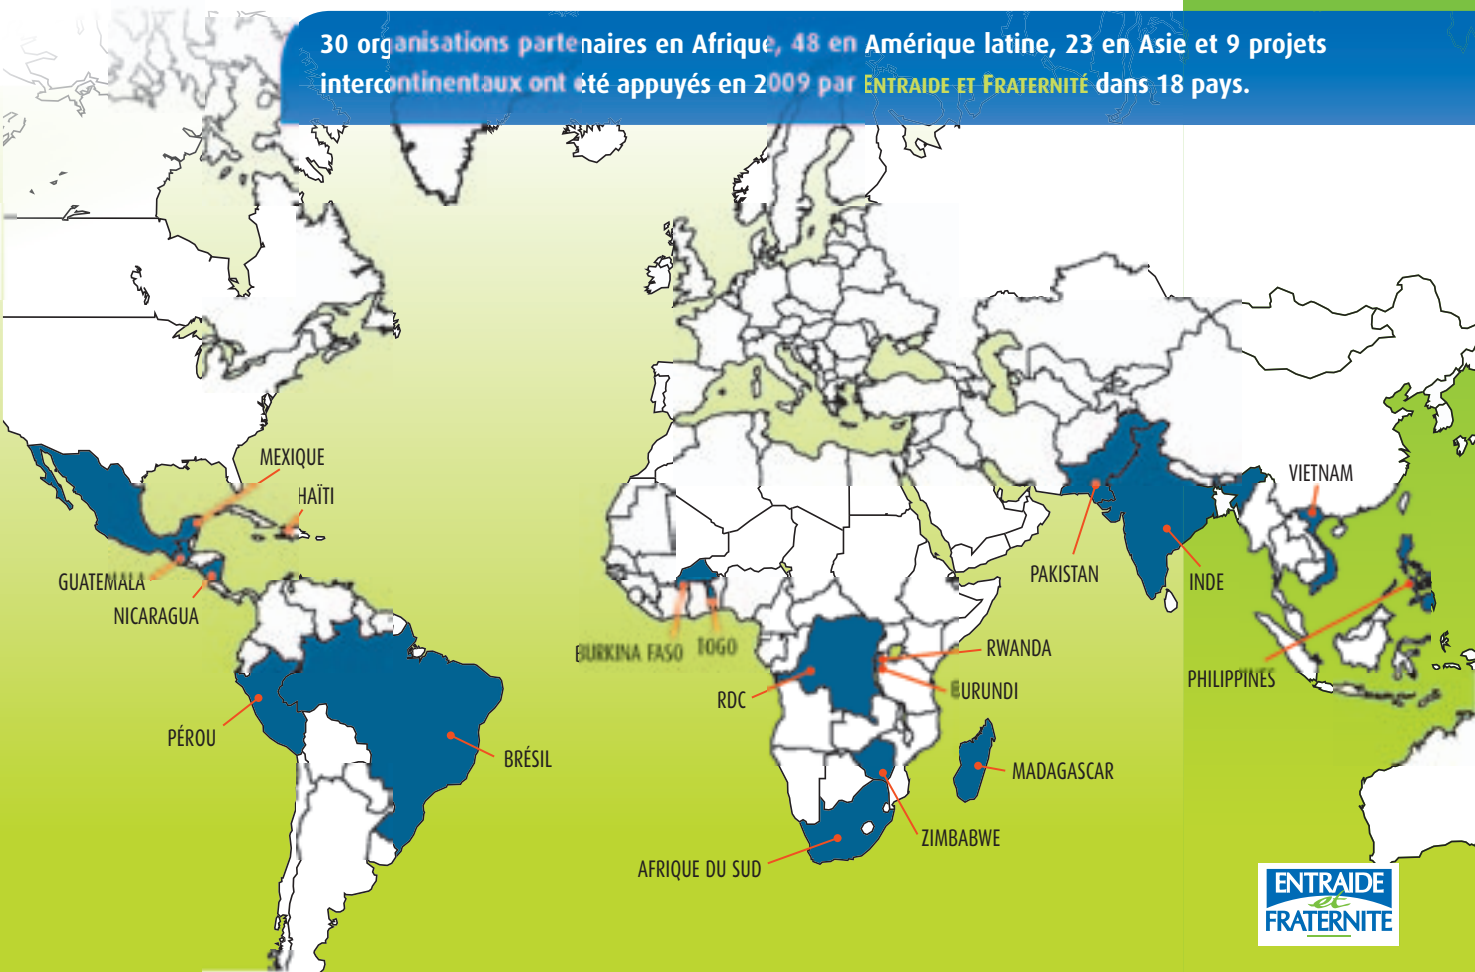 30 organisations partenaires en Afrique, 48 en Amérique latine, 23 en Asie et 9 projets
intercontinentaux ont été appuyés en 2009 par ENTRAIDE ET FRATERNITÉ dans 18 pays.
MEXIQUE
HAÏTI
VIETNAM
GUATEMALA
NICARAGUA
PAKISTAN
INDE
BURKINA FASO
TOGO
RWANDA
PHILIPPINES
RDC
BURUNDI
PÉROU
BRÉSIL
MADAGASCAR
ZIMBABWE
AFRIQUE DU SUD
ENTRAIDE
et
FRATERNITE